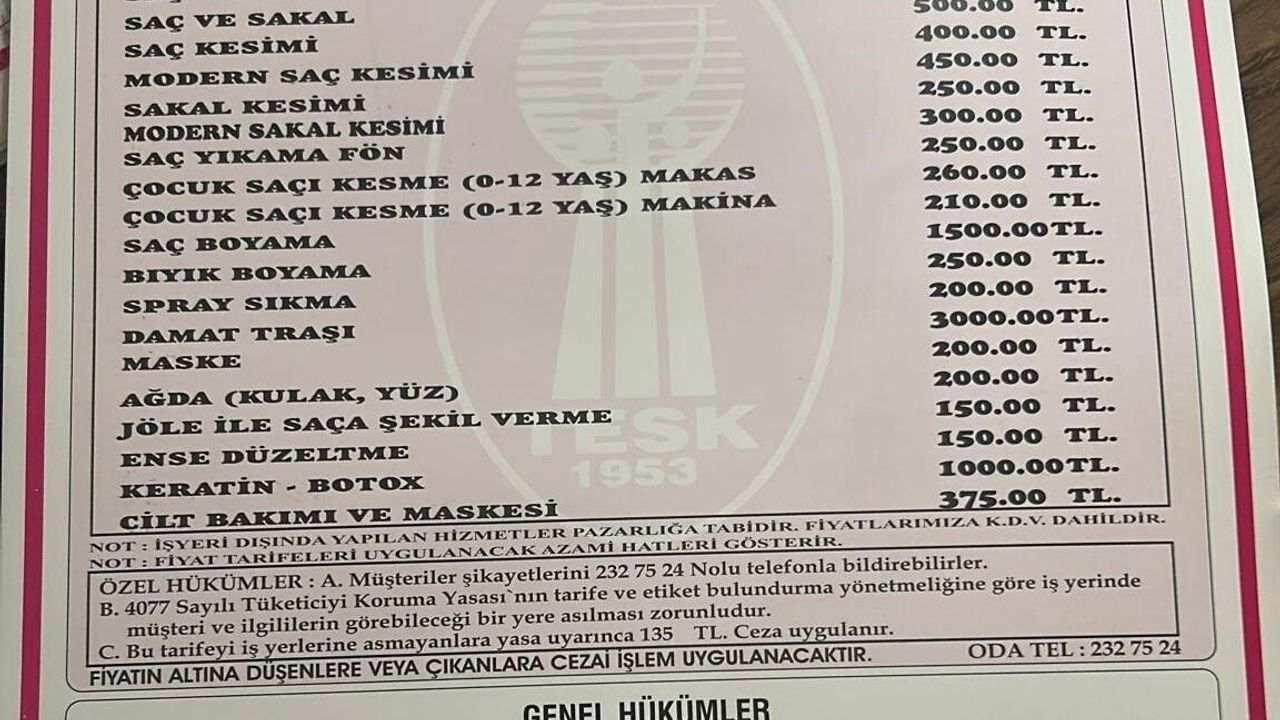 SAÇ VE SAKAL 500.00 TL.
SAÇ KESİMİ 400.00 TL.
MODERN SAÇ KESİMİ 450.00 TL.
SAKAL KESİMİ 250.00 TL.
MODERN SAKAL KESİMİ 300.00 TL.
SAÇ YIKAMA FÖN 250.00 TL.
ÇOCUK SAÇI KESME (0-12 YAŞ) MAKAS 260.00 TL.
ÇOCUK SAÇI KESME (0-12 YAŞ) MAKİNA 210.00 TL.
SAÇ BOYAMA 1500.00TL.
BIYIK BOYAMA 250.00 TL.
SPRAY SIKMA 200.00 TL.
DAMAT TRAŞI 3000.00TL.
MASKE 200.00 TL.
AĞDA (KULAK, YÜZ) 200.00 TL.
JÖLE İLE SAÇA ŞEKİL VERME 150.00 TL.
ENSE DÜZELTME 150.00 TL.
KERATİN - BOTOX 1000.00TL.
CİLT BAKIMI VE MASKESİ 375.00 TL.
TESK
1953
NOT : İŞYERİ DIŞINDA YAPILAN HİZMETLER PAZARLIĞA TABİDİR. FİYATLARIMIZA K.D.V. DAHİLDİR.
NOT : FİYAT TARİFELERİ UYGULANACAK AZAMİ HATLERİ GÖSTERİR.
ÖZEL HÜKÜMLER : A. Müşteriler şikayetlerini 232 75 24 Nolu telefonla bildirebilirler.
B. 4077 Sayılı Tüketiciyi Koruma Yasası`nın tarife ve etiket bulundurma yönetmeliğine göre iş yerinde
müşteri ve ilgililerin görebileceği bir yere asılması zorunludur.
C. Bu tarifeyi iş yerlerine asmayanlara yasa uyarınca 135 TL. Ceza uygulanır.
FİYATIN ALTINA DÜŞENLERE VEYA ÇIKANLARA CEZAİ İŞLEM UYGULANACAKTIR. ODA TEL : 232 75 24
GENEL HÜKÜMLER